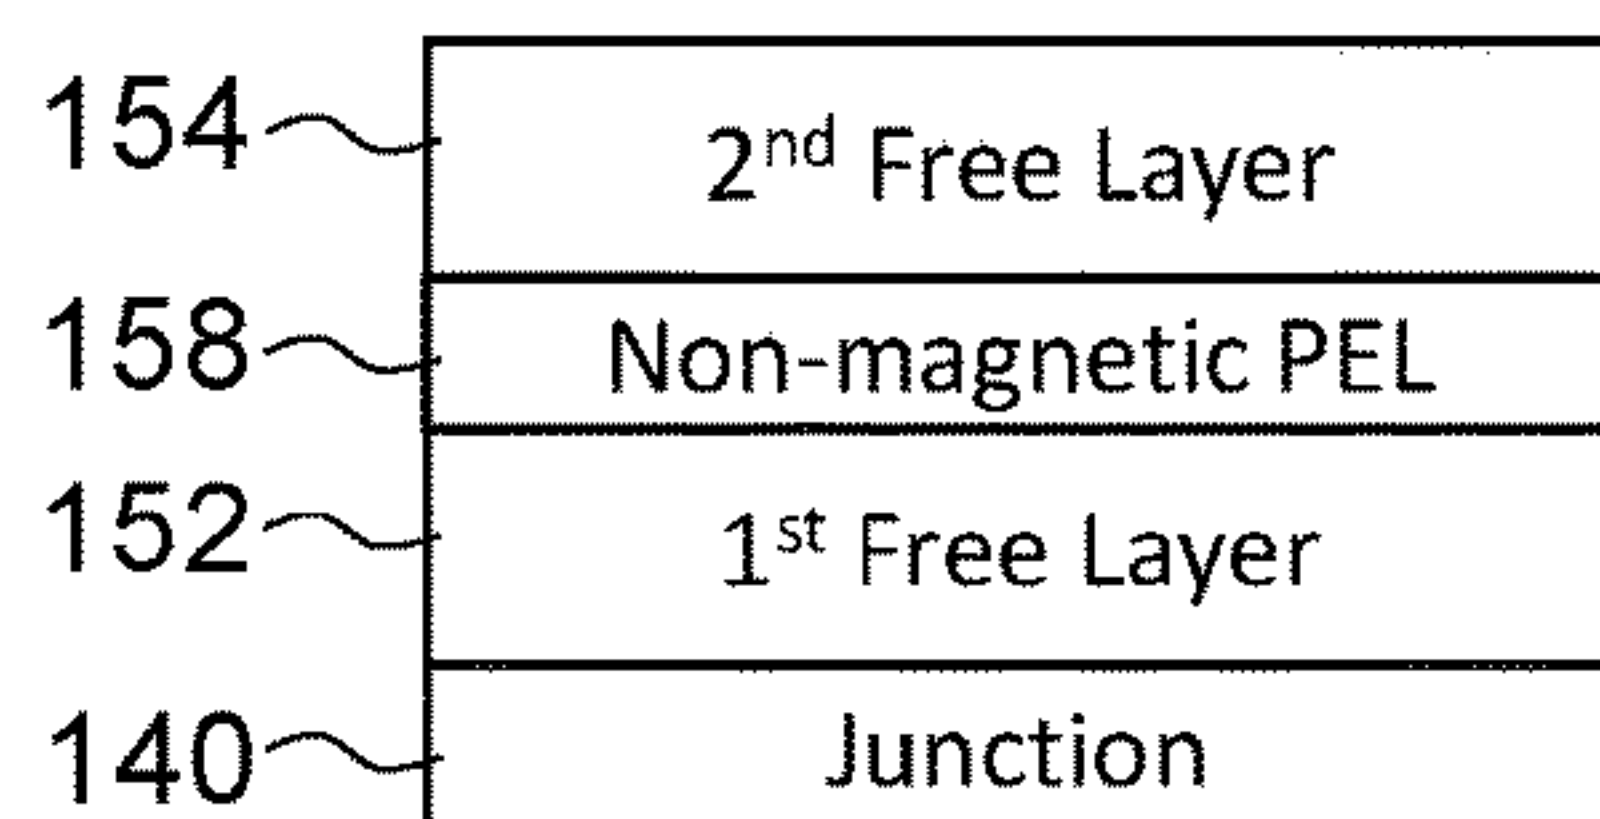 154 2nd Free Layer
158 Non-magnetic PEL
152 1st Free Layer
140 Junction